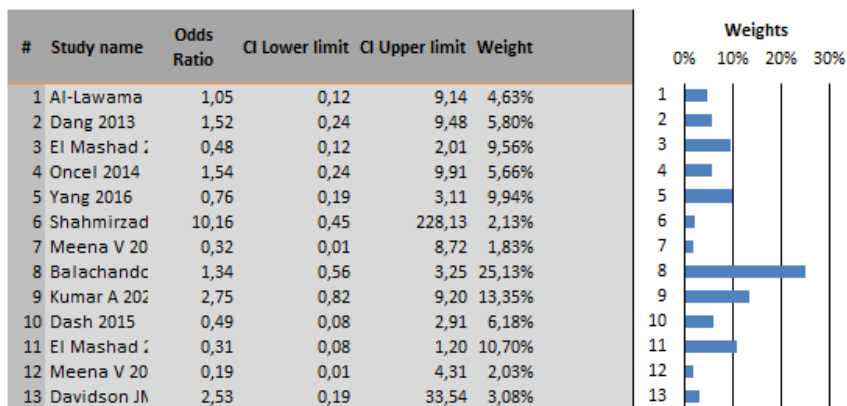 # Study name Odds Ratio CI Lower limit CI Upper limit Weight
1 Al-Lawama 1,05 0,12 9,14 4,63%
2 Dang 2013 1,52 0,24 9,48 5,80%
3 El Mashad 2 0,48 0,12 2,01 9,56%
4 Oncel 2014 1,54 0,24 9,91 5,66%
5 Yang 2016 0,76 0,19 3,11 9,94%
6 Shahmirzad 10,16 0,45 228,13 2,13%
7 Meena V 20 0,32 0,01 8,72 1,83%
8 Balachandc 1,34 0,56 3,25 25,13%
9 Kumar A 202 2,75 0,82 9,20 13,35%
10 Dash 2015 0,49 0,08 2,91 6,18%
11 El Mashad 2 0,31 0,08 1,20 10,70%
12 Meena V 20 0,19 0,01 4,31 2,03%
13 Davidson JM 2,53 0,19 33,54 3,08%
Weights
0% 10% 20% 30%
1
2
3
4
5
6
7
8
9
10
11
12
13